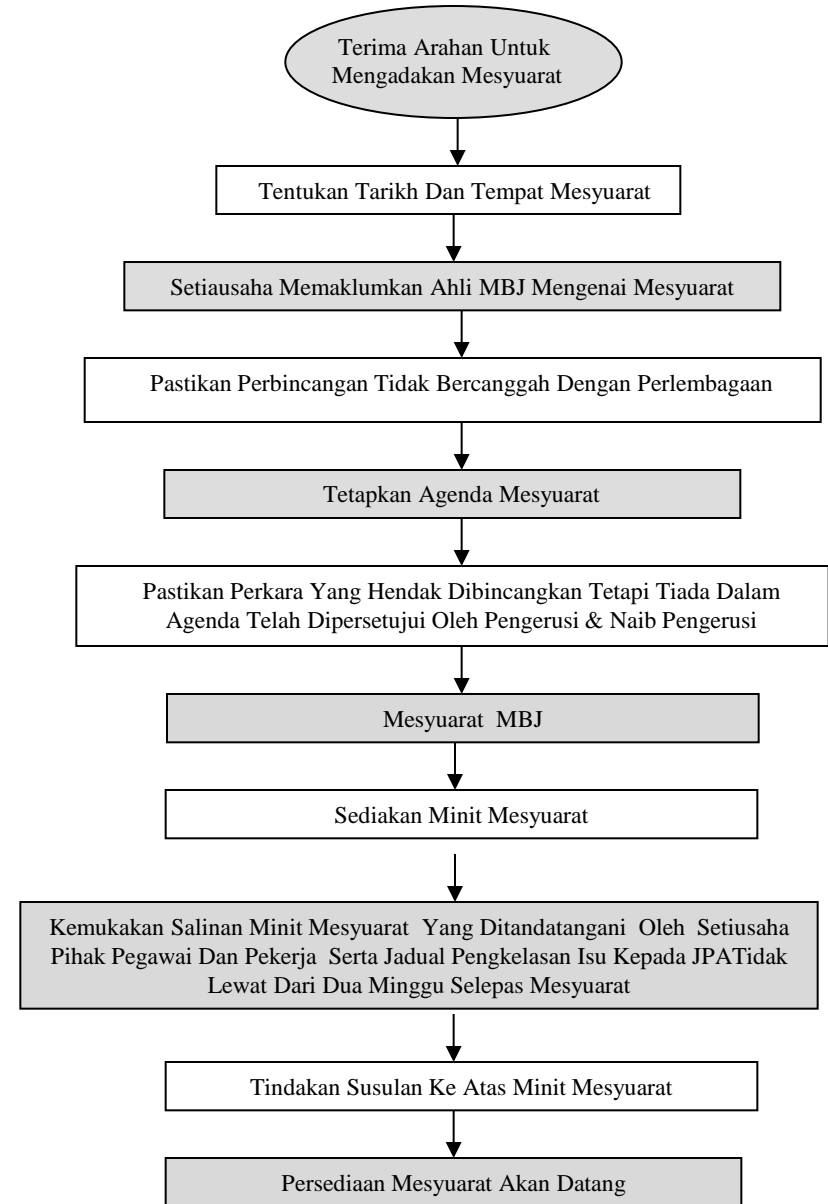 Terima Arahan Untuk
Mengadakan Mesyuarat
Tentukan Tarikh Dan Tempat Mesyuarat
Setiausaha Memaklumkan Ahli MBJ Mengenai Mesyuarat
Pastikan Perbincangan Tidak Bercanggah Dengan Perlembagaan
Tetapkan Agenda Mesyuarat
Pastikan Perkara Yang Hendak Dibincangkan Tetapi Tiada Dalam
Agenda Telah Dipersetujui Oleh Pengerusi & Naib Pengerusi
Mesyuarat MBJ
Sediakan Minit Mesyuarat
Kemukakan Salinan Minit Mesyuarat Yang Ditandatangani Oleh Setiusaha
Pihak Pegawai Dan Pekerja Serta Jadual Pengkelasan Isu Kepada JPATidak
Lewat Dari Dua Minggu Selepas Mesyuarat
Tindakan Susulan Ke Atas Minit Mesyuarat
Persediaan Mesyuarat Akan Datang